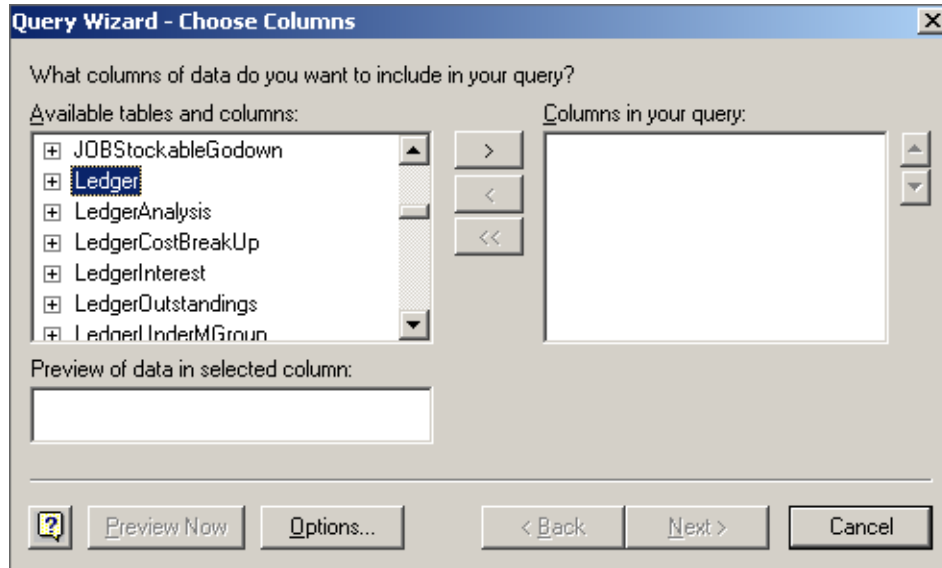 Query Wizard - Choose Columns
What columns of data do you want to include in your query?
Available tables and columns:
Columns in your query:
JOBStockableGodown
Ledger
LedgerAnalysis
LedgerCostBreakUp
LedgerInterest
LedgerOutstandings
LedgerUnderMGroup
>
<
<<
Preview of data in selected column:
?
Preview Now
Options...
< Back
Next >
Cancel